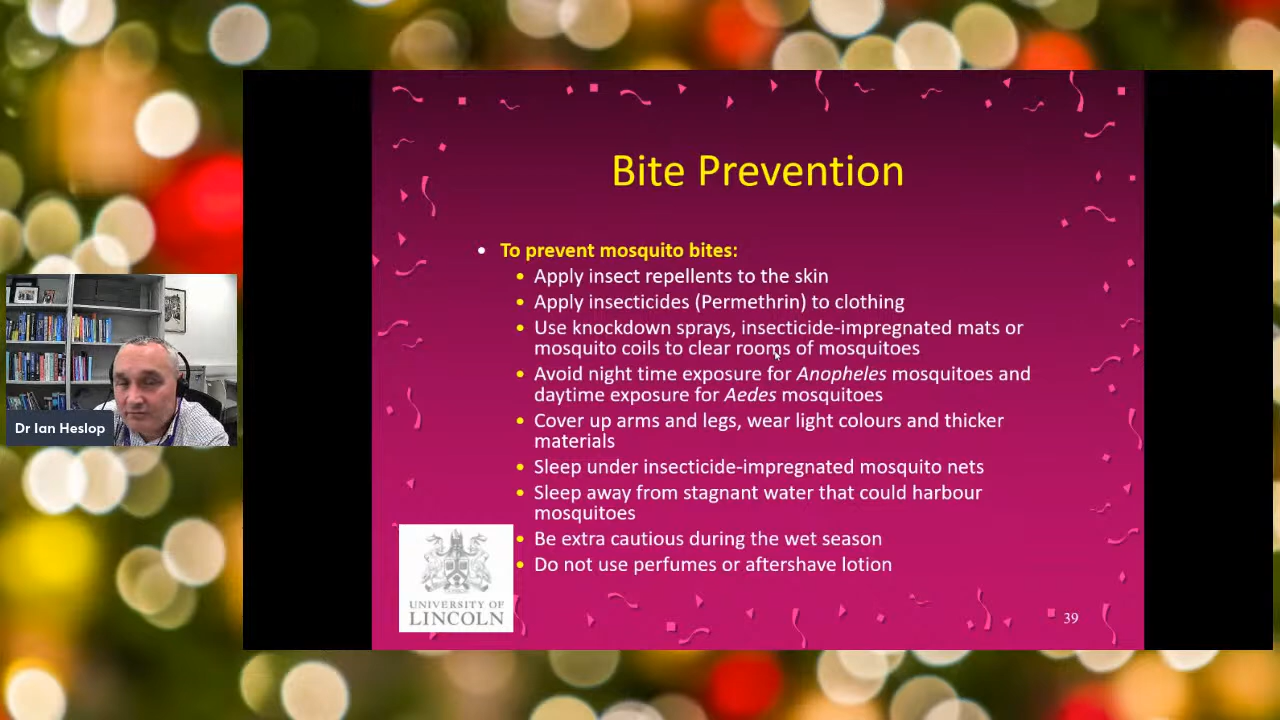 Bite Prevention
To prevent mosquito bites:
Apply insect repellents to the skin
Apply insecticides (Permethrin) to clothing
Use knockdown sprays, insecticide-impregnated mats or
mosquito coils to clear rooms of mosquitoes
Avoid night time exposure for Anopheles mosquitoes and
daytime exposure for Aedes mosquitoes
Cover up arms and legs, wear light colours and thicker
materials
Sleep under insecticide-impregnated mosquito nets
Sleep away from stagnant water that could harbour
mosquitoes
Be extra cautious during the wet season
Do not use perfumes or aftershave lotion
Dr Ian Heslop
UNIVERSITY OF
LINCOLN
39